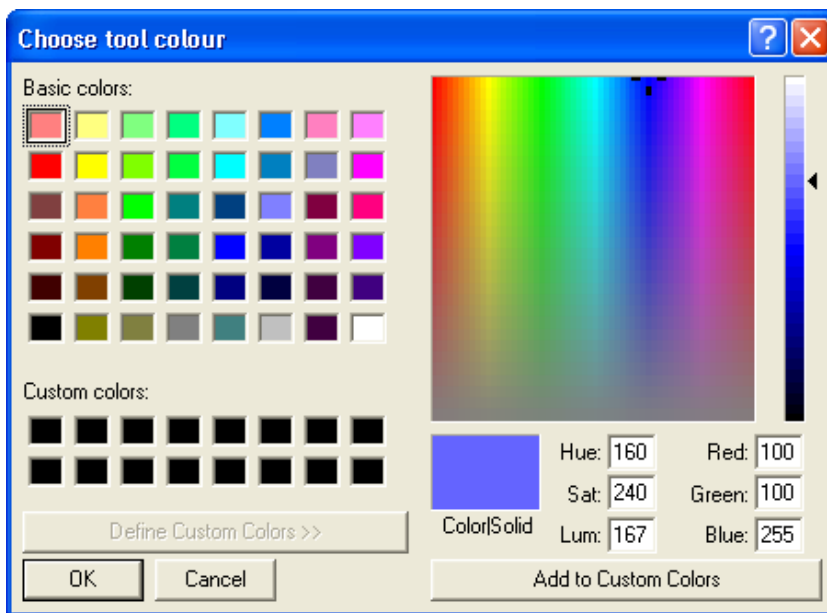 Choose tool colour
Basic colors:
Custom colors:
Define Custom Colors >>
OK Cancel
Color|Solid
Hue: 160 Red: 100
Sat: 240 Green: 100
Lum: 167 Blue: 255
Add to Custom Colors